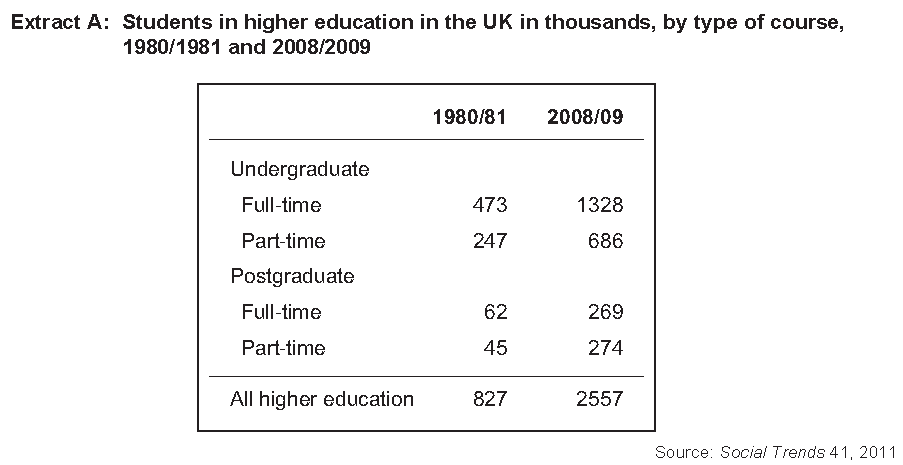 Extract A: Students in higher education in the UK in thousands, by type of course,
1980/1981 and 2008/2009
1980/81 2008/09
Undergraduate
Full-time 473 1328
Part-time 247 686
Postgraduate
Full-time 62 269
Part-time 45 274
All higher education 827 2557
Source: Social Trends 41, 2011